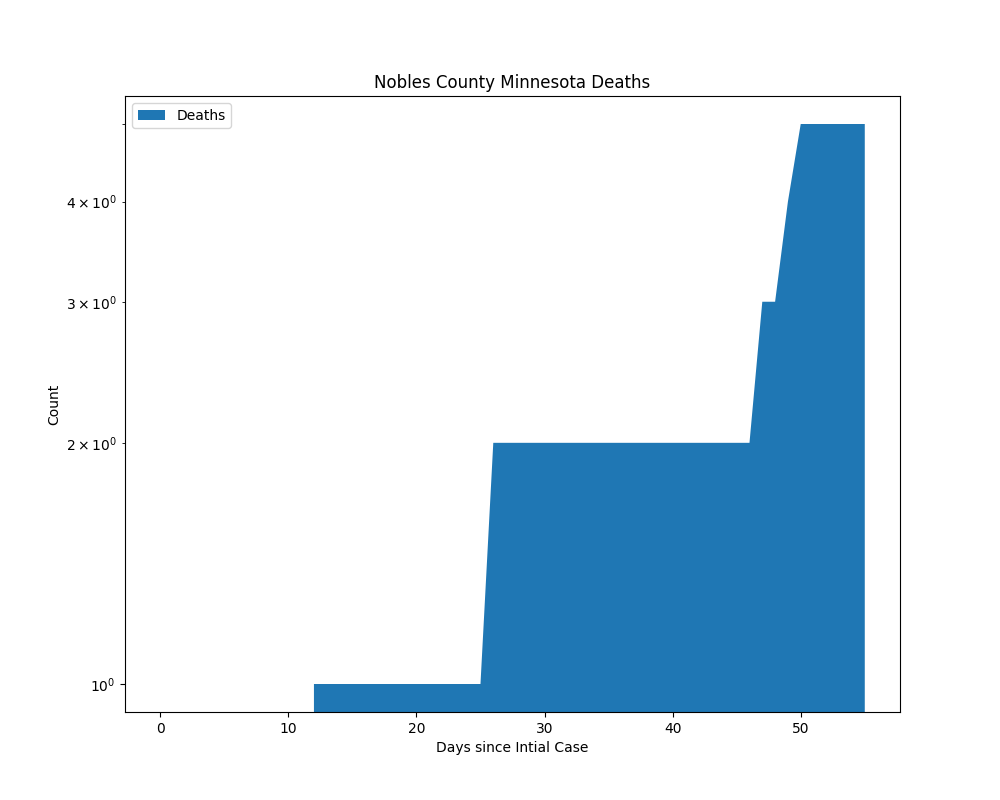 Nobles County Minnesota Deaths
Deaths
4 × 10⁰
3 × 10⁰
2 × 10⁰
10⁰
Count
0 10 20 30 40 50
Days since Intial Case